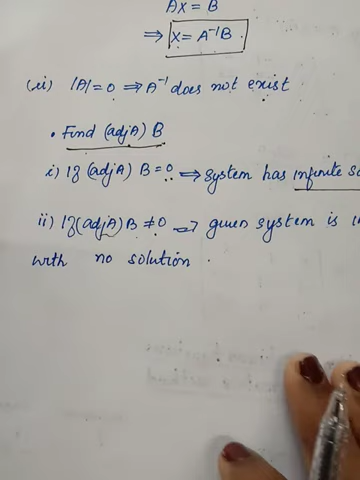 AX = B
⇒ X = A⁻¹B
(ii) |A| = 0 ⇒ A⁻¹ does not exist
• Find (adjA) B
i) If (adjA) B = 0 ⇒ System has infinite
ii) If (adjA) B ≠ 0 ⇒ given system is
with no solution.